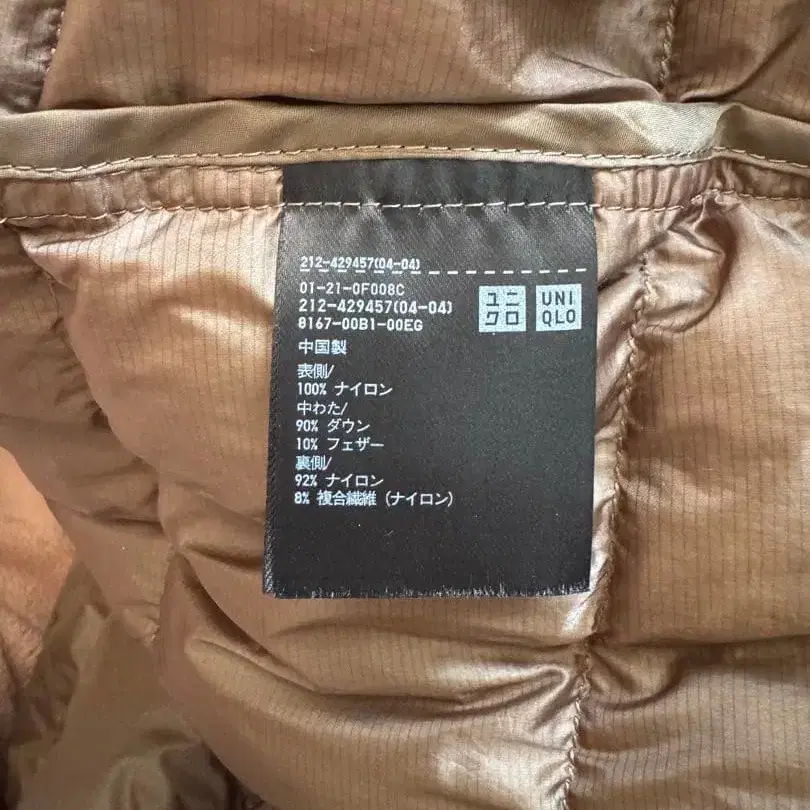 212-429457(04-04)
01-21-0F008C
212-429457(04-04)
8167-00B1-00EG
ユニ
クロ
UNI
QLO
中国製
表側/
100% ナイロン
中わた/
90% ダウン
10% フェザー
裏側/
92% ナイロン
8% 複合繊維 (ナイロン)